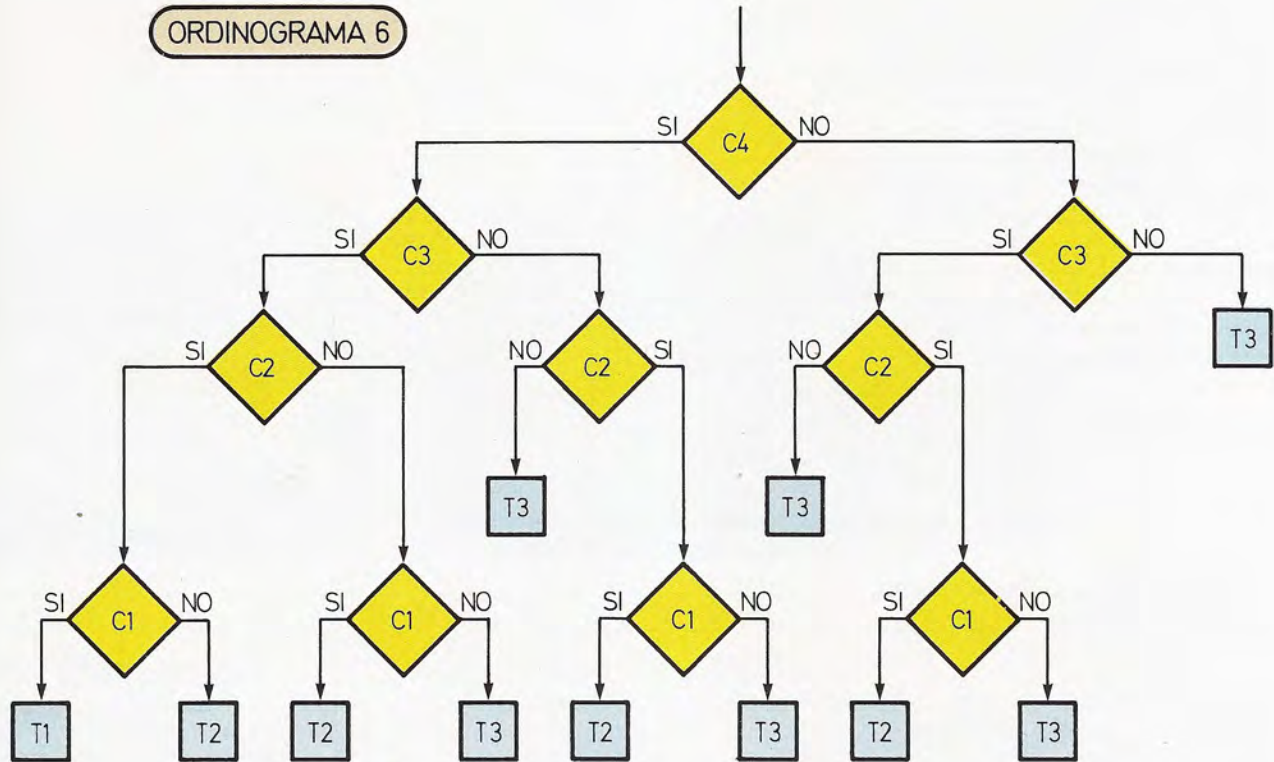 ORDINOGRAMA 6
SI C4 NO
SI C3 NO
SI C3 NO
T3
SI C2 NO
NO C2 SI
NO C2 SI
T3
T3
SI C1 NO
SI C1 NO
SI C1 NO
SI C1 NO
T1
T2
T2
T3
T2
T3
T2
T3